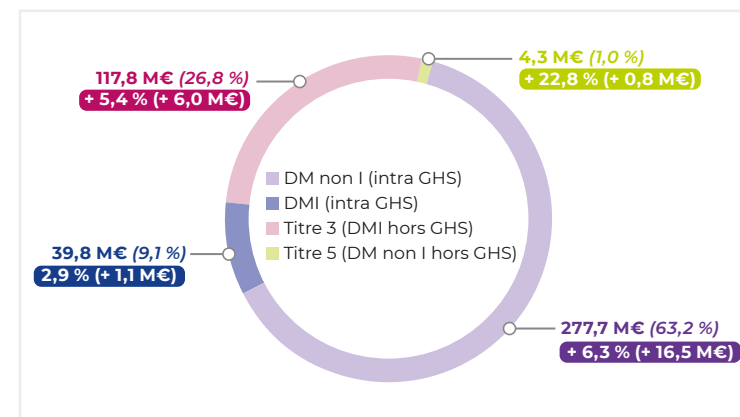 4,3 M€ (1,0 %)
+ 22,8 % (+ 0,8 M€)
117,8 M€ (26,8 %)
+ 5,4 % (+ 6,0 M€)
DM non I (intra GHS)
DMI (intra GHS)
Titre 3 (DMI hors GHS)
Titre 5 (DM non I hors GHS)
39,8 M€ (9,1 %)
2,9 % (+ 1,1 M€)
277,7 M€ (63,2 %)
+ 6,3 % (+ 16,5 M€)